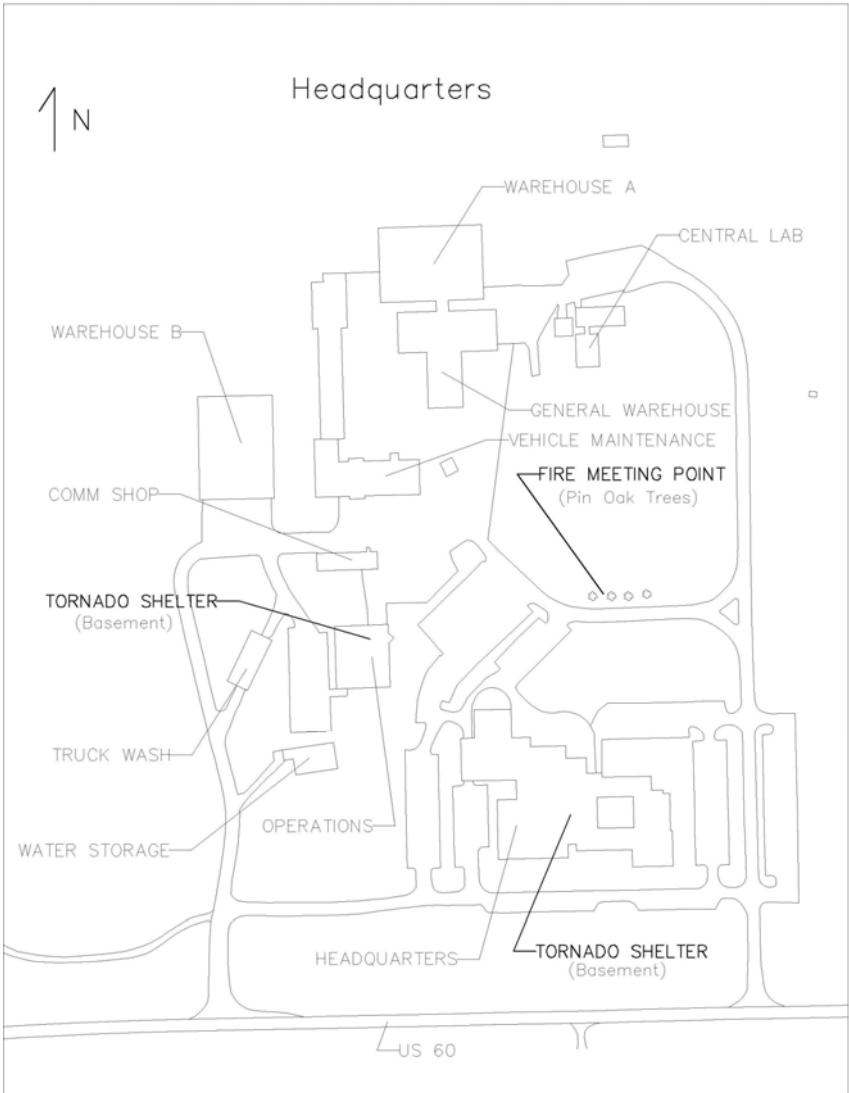 Headquarters
N
WAREHOUSE A
CENTRAL LAB
WAREHOUSE B
GENERAL WAREHOUSE
VEHICLE MAINTENANCE
FIRE MEETING POINT
(Pin Oak Trees)
COMM SHOP
TORNADO SHELTER
(Basement)
TRUCK WASH
OPERATIONS
WATER STORAGE
HEADQUARTERS
TORNADO SHELTER
(Basement)
US 60